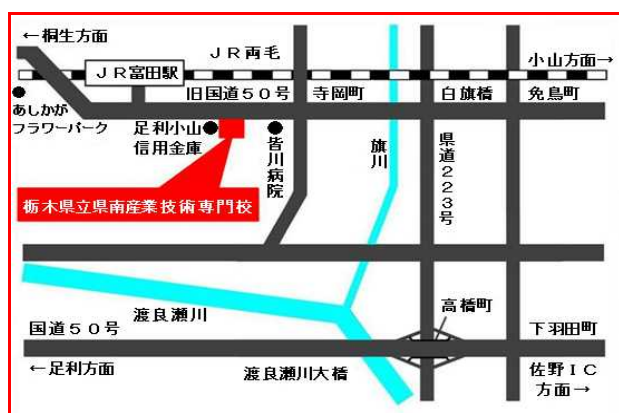 ←桐生方面
JR両毛
小山方面→
JR富田駅
旧国道50号
寺岡町
白旗橋
免鳥町
あしかが
フラワーパーク
足利小山
信用金庫
皆川病院
旗川
県道223号
栃木県立県南産業技術専門校
渡良瀬川
高橋町
国道50号
下羽田町
←足利方面
渡良瀬川大橋
佐野IC
方面→